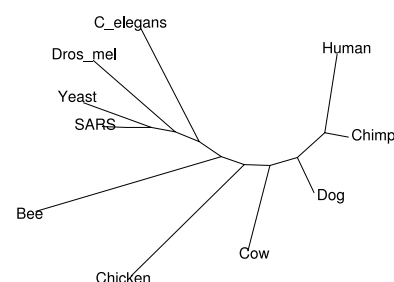 C_elegans
Human
Dros_mel
Yeast
SARS
Chimp
Dog
Bee
Cow
Chicken